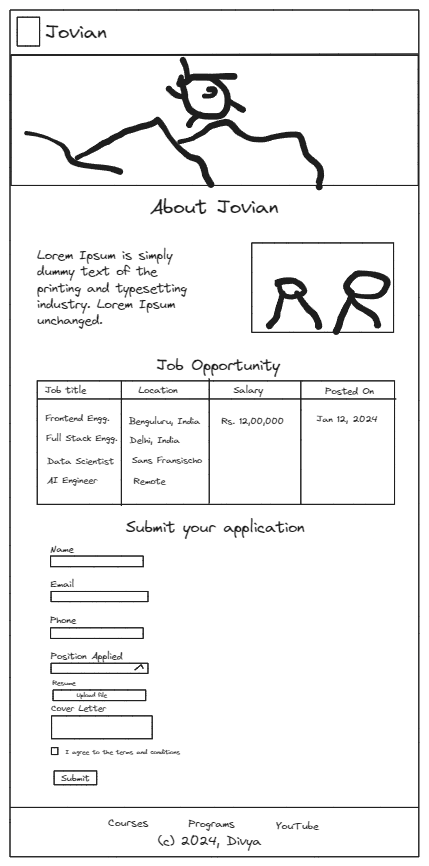 Jovian
About Jovian
Lorem Ipsum is simply
dummy text of the
printing and typesetting
industry. Lorem Ipsum
unchanged.
Job Opportunity
Job title Location Salary Posted On
Frontend Engg. Benguluru, India Rs. 12,00,000 Jan 12, 2024
Full Stack Engg. Delhi, India
Data Scientist Sans Fransischo
AI Engineer Remote
Submit your application
Name
Email
Phone
Position Applied
Resume
Upload file
Cover Letter
I agree to the terms and conditions
Submit
Courses Programs YouTube
(c) 2024, Divya